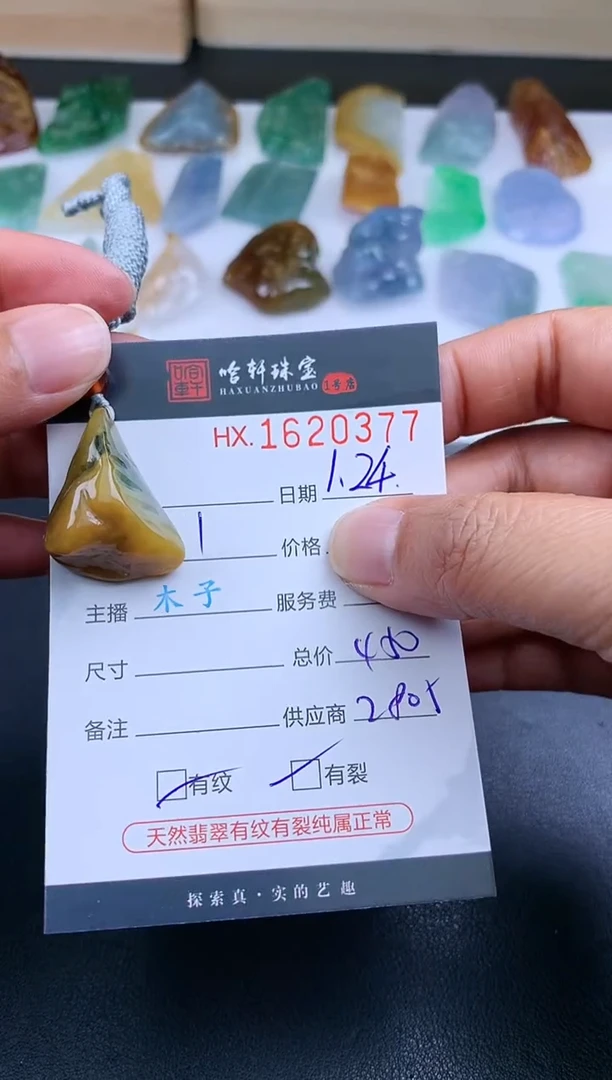 哈轩珠宝
HAXUANZHUBAO 1号店
HX.1620377
日期 1.24.
1 价格
主播 木子 服务费
尺寸 总价
备注 供应商 2805
有纹 有裂
天然翡翠有纹有裂纯属正常
探索真·实的艺趣